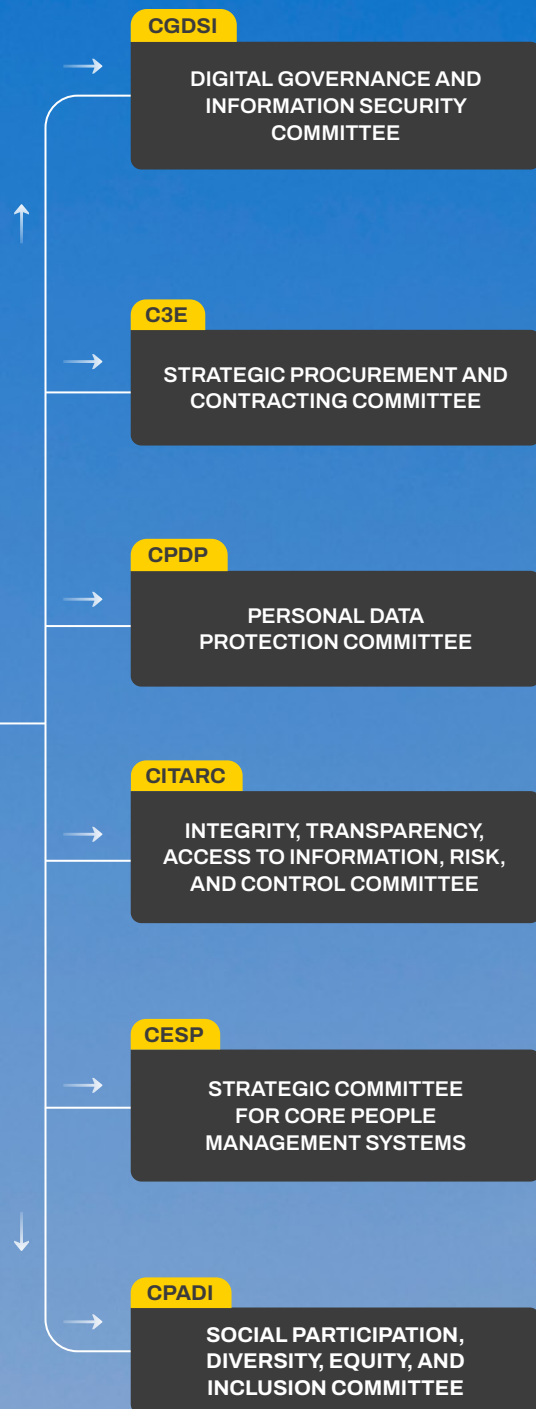 CGDSI
DIGITAL GOVERNANCE AND
INFORMATION SECURITY
COMMITTEE
C3E
STRATEGIC PROCUREMENT AND
CONTRACTING COMMITTEE
CPDP
PERSONAL DATA
PROTECTION COMMITTEE
CITARC
INTEGRITY, TRANSPARENCY,
ACCESS TO INFORMATION, RISK,
AND CONTROL COMMITTEE
CESP
STRATEGIC COMMITTEE
FOR CORE PEOPLE
MANAGEMENT SYSTEMS
CPADI
SOCIAL PARTICIPATION,
DIVERSITY, EQUITY, AND
INCLUSION COMMITTEE